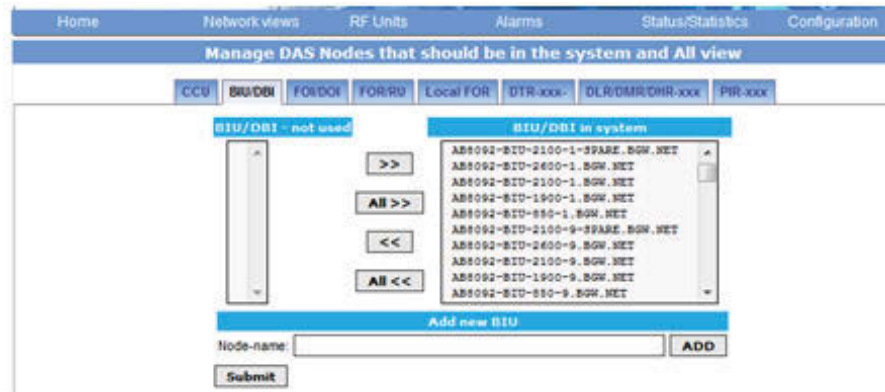 Home Network views RF Units Alarms Status/Statistics Configuration
Manage DAS Nodes that should be in the system and All view
CCU BIU/DBI FOI/DOI FOR/RU Local FOR DTR-xxx- DLR/DMR/DHR-xxx PIR-xxx
BIU/DBI - not used BIU/DBI in system
>>
All >>
<<
All <<
AB8092-BIU-2100-1-SPARE.BGW.NET
AB8092-BIU-2600-1.BGW.NET
AB8092-BIU-2100-1.BGW.NET
AB8092-BIU-1900-1.BGW.NET
AB8092-BIU-850-1.BGW.NET
AB8092-BIU-2100-9-SPARE.BGW.NET
AB8092-BIU-2600-9.BGW.NET
AB8092-BIU-2100-9.BGW.NET
AB8092-BIU-1900-9.BGW.NET
AB8092-BIU-850-9.BGW.NET
Add new BIU
Node-name: ADD
Submit